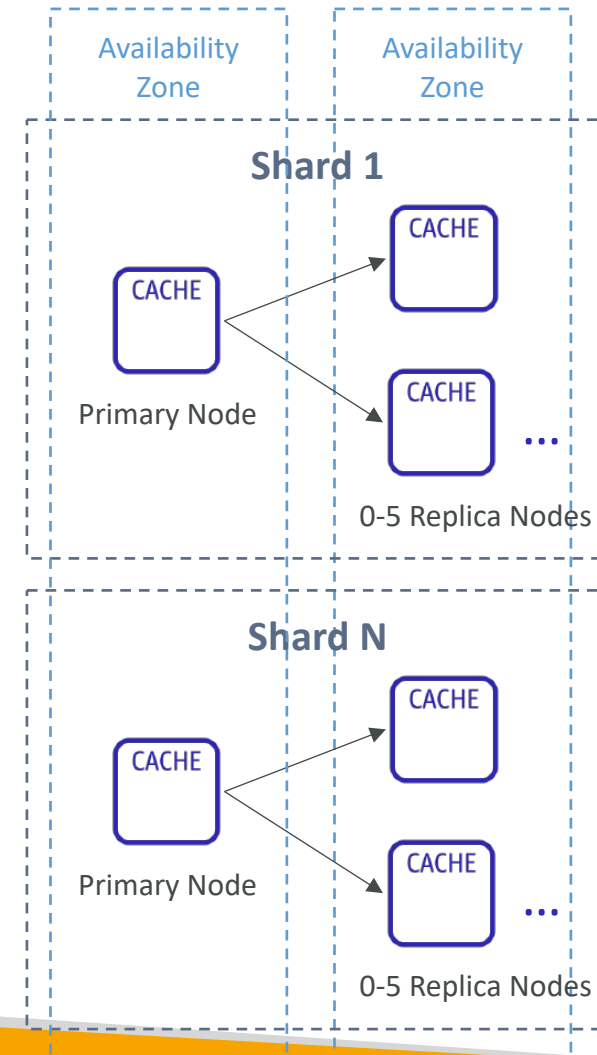 Availability
Zone
Availability
Zone
Shard 1
CACHE
CACHE
Primary Node
CACHE
...
0-5 Replica Nodes
Shard N
CACHE
CACHE
Primary Node
CACHE
...
0-5 Replica Nodes